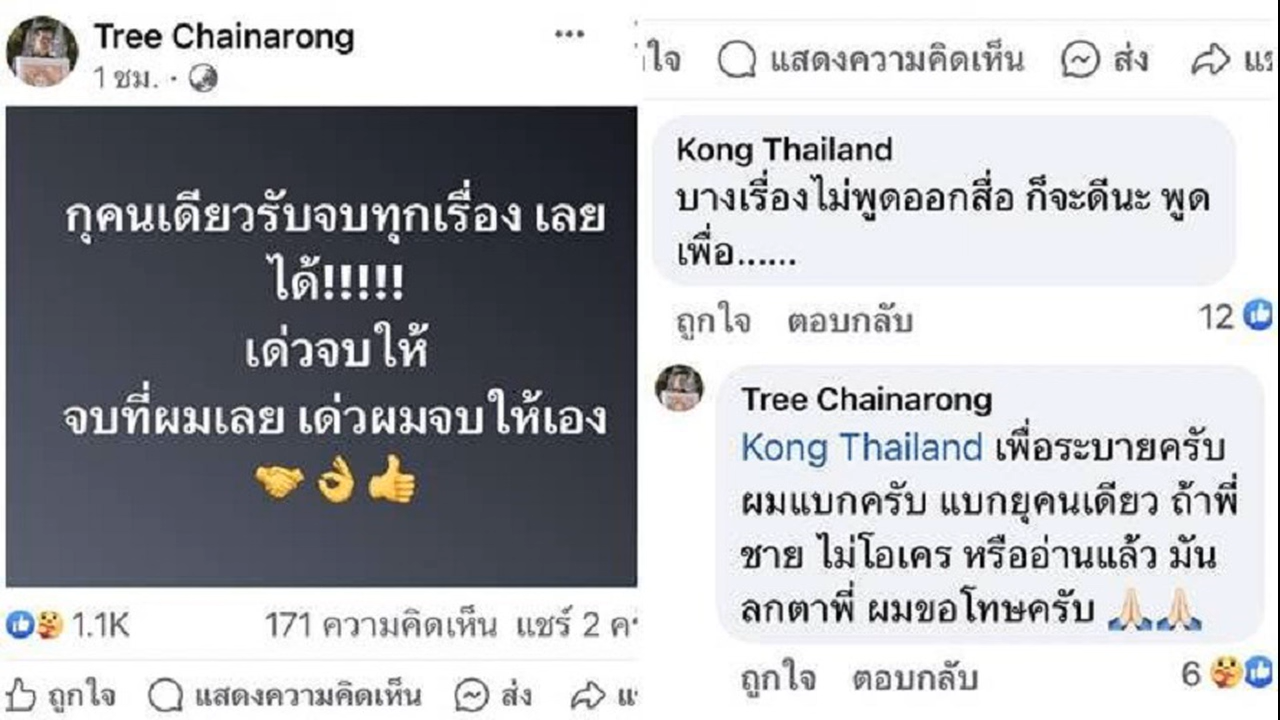 Tree Chainarong
1 ชม. ·
กุคนเดียวรับจบทุกเรื่อง เลย
ได้!!!!!
เด่วจบให้
จบที่ผมเลย เด่วผมจบให้เอง
🤝👌👍
1.1K 171 ความคิดเห็น แชร์ 2 ค
ถูกใจ แสดงความคิดเห็น ส่ง แ
ใจ แสดงความคิดเห็น ส่ง แช
Kong Thailand
บางเรื่องไม่พูดออกสื่อ ก็จะดีนะ พูด
เพื่อ......
ถูกใจ ตอบกลับ 12
Tree Chainarong
Kong Thailand เพื่อระบายครับ
ผมแบกครับ แบกยุคนเดียว ถ้าพี่
ชาย ไม่โอเคร หรืออ่านแล้ว มัน
ลกตาพี่ ผมขอโทษครับ 🙏🏻🙏🏻
ถูกใจ ตอบกลับ 6